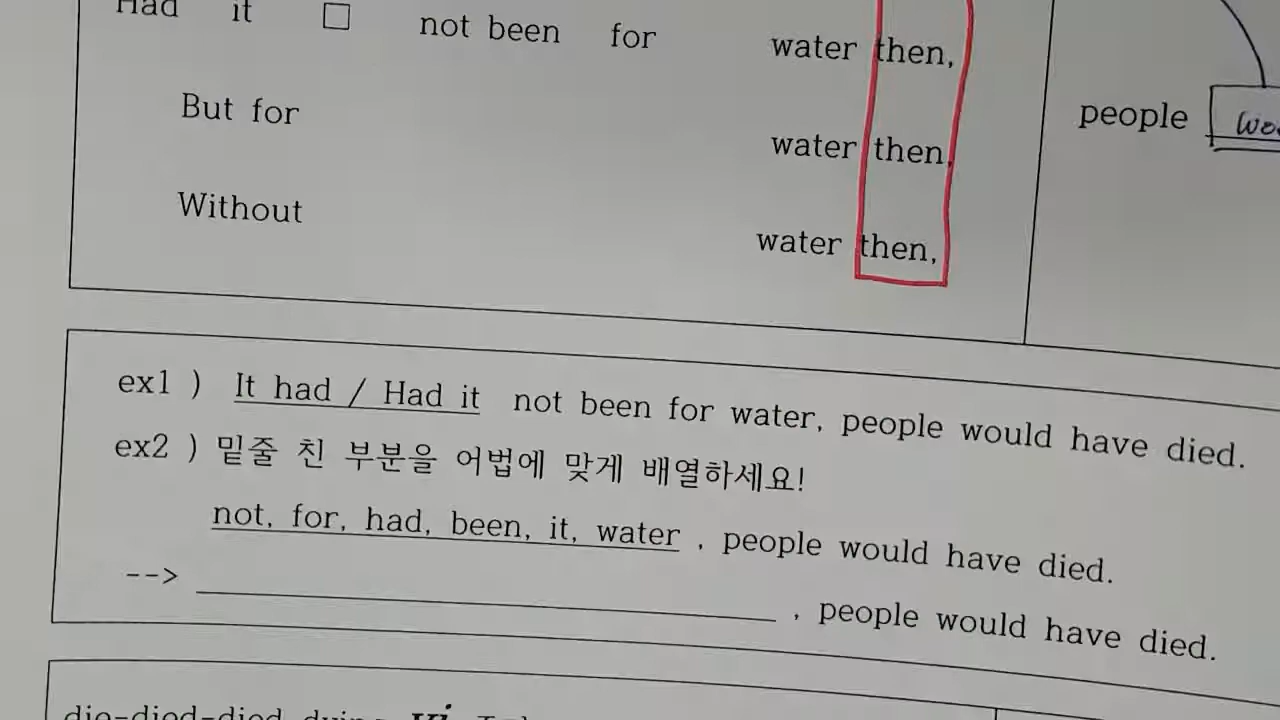 Had it □ not been for water then,
But for water then,
people
Without water then,
ex1 ) It had / Had it not been for water, people would have died.
ex2 ) 밑줄 친 부분을 어법에 맞게 배열하세요!
not, for, had, been, it, water , people would have died.
--> , people would have died.